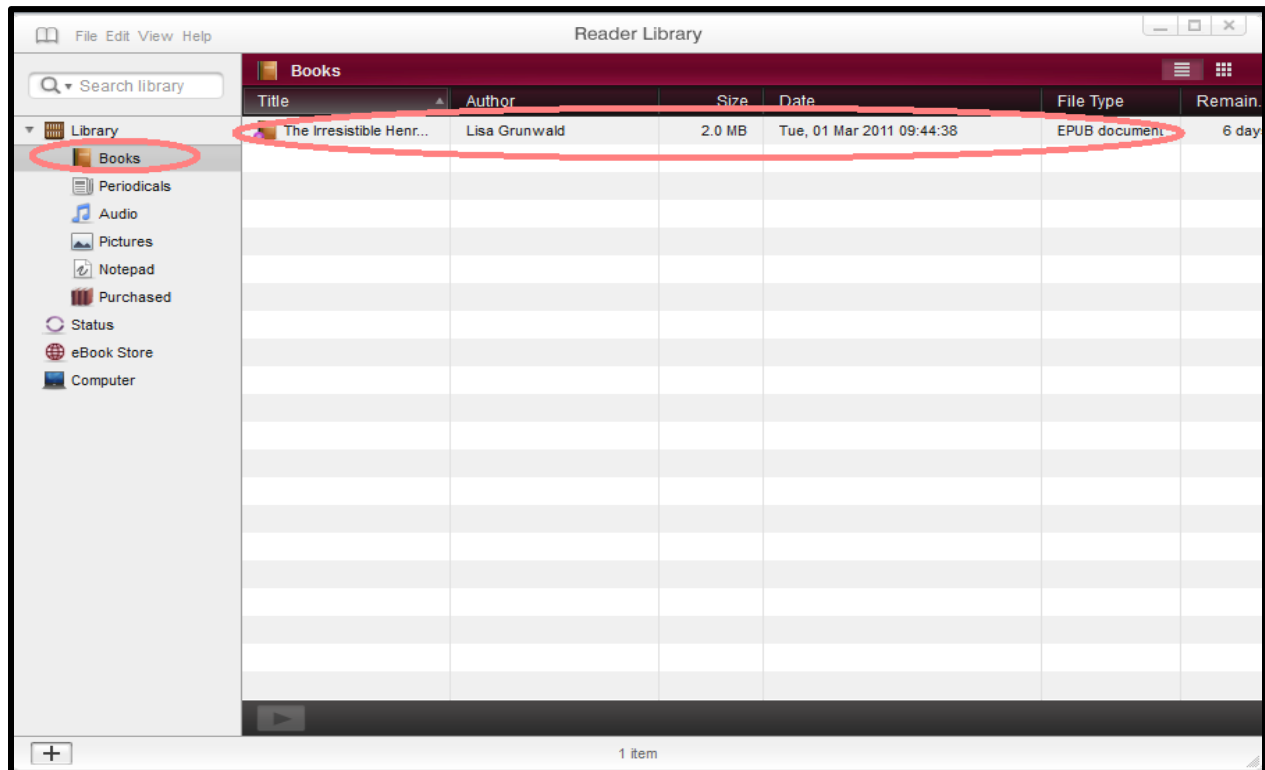 File Edit View Help Reader Library
Search library
Books
Title Author Size Date File Type Remain.
Library
The Irresistible Henr... Lisa Grunwald 2.0 MB Tue, 01 Mar 2011 09:44:38 EPUB document 6 day
Books
Periodicals
Audio
Pictures
Notepad
Purchased
Status
eBook Store
Computer
1 item